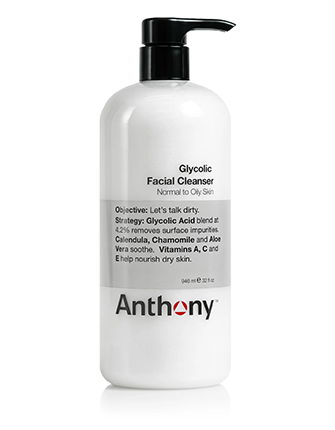 Glycolic
Facial Cleanser
Normal to Oily Skin
Objective: Let's talk dirty.
Strategy: Glycolic Acid blend at
4.2% removes surface impurities.
Calendula, Chamomile and Aloe
Vera soothe. Vitamins A, C and
E help nourish dry skin.
946 ml e 32 fl oz
Anthony™